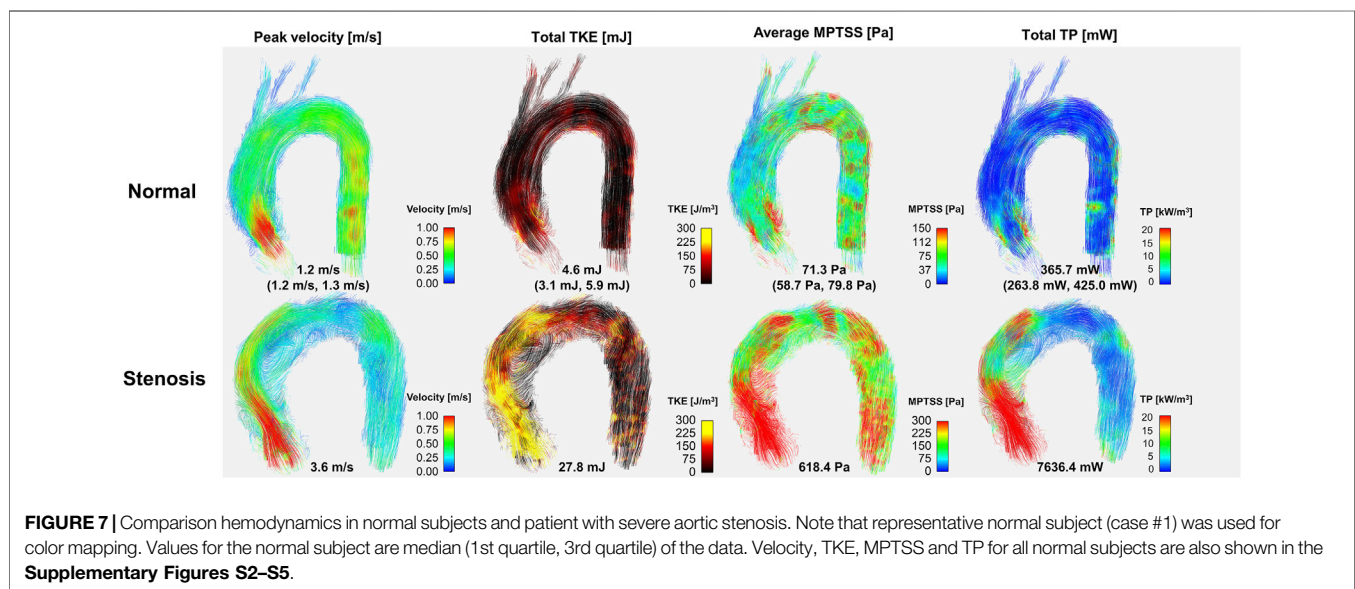 Peak velocity [m/s]
Total TKE [mJ]
Average MPTSS [Pa]
Total TP [mW]
Normal
Velocity [m/s]
1.00
0.75
0.50
0.25
0.00
1.2 m/s
(1.2 m/s, 1.3 m/s)
TKE [J/m³]
300
225
150
75
0
4.6 mJ
(3.1 mJ, 5.9 mJ)
MPTSS [Pa]
150
112
75
37
0
71.3 Pa
(58.7 Pa, 79.8 Pa)
TP [kW/m³]
20
15
10
5
0
365.7 mW
(263.8 mW, 425.0 mW)
Stenosis
Velocity [m/s]
1.00
0.75
0.50
0.25
0.00
3.6 m/s
TKE [J/m³]
300
225
150
75
0
27.8 mJ
MPTSS [Pa]
300
225
150
75
0
618.4 Pa
TP [kW/m³]
20
15
10
5
0
7636.4 mW
FIGURE 7 | Comparison hemodynamics in normal subjects and patient with severe aortic stenosis. Note that representative normal subject (case #1) was used for
color mapping. Values for the normal subject are median (1st quartile, 3rd quartile) of the data. Velocity, TKE, MPTSS and TP for all normal subjects are also shown in the
Supplementary Figures S2–S5.